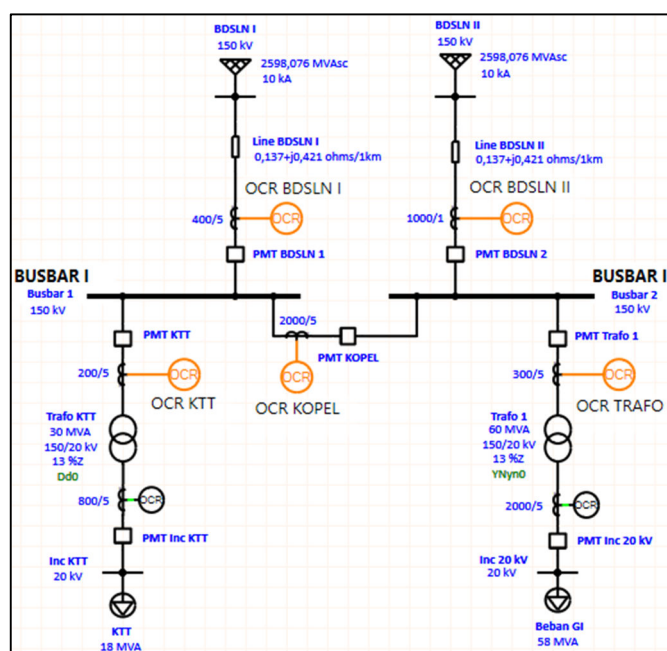 BDSLN I
150 kV
2598,076 MVAsc
10 kA
BDSLN II
150 kV
2598,076 MVAsc
10 kA
Line BDSLN I
0,137+j0,421 ohms/1km
Line BDSLN II
0,137+j0,421 ohms/1km
OCR BDSLN I
400/5
OCR
PMT BDSLN 1
OCR BDSLN II
1000/1
OCR
PMT BDSLN 2
BUSBAR I
Busbar 1
150 kV
BUSBAR I
Busbar 2
150 kV
2000/5
PMT KOPEL
OCR
OCR KOPEL
PMT KTT
200/5
OCR
OCR KTT
Trafo KTT
30 MVA
150/20 kV
13 %Z
Dd0
800/5
OCR
PMT Inc KTT
Inc KTT
20 kV
KTT
18 MVA
PMT Trafo 1
300/5
OCR
OCR TRAFO
Trafo 1
60 MVA
150/20 kV
13 %Z
YNyn0
2000/5
OCR
PMT Inc 20 kV
Inc 20 kV
20 kV
Beban GI
58 MVA